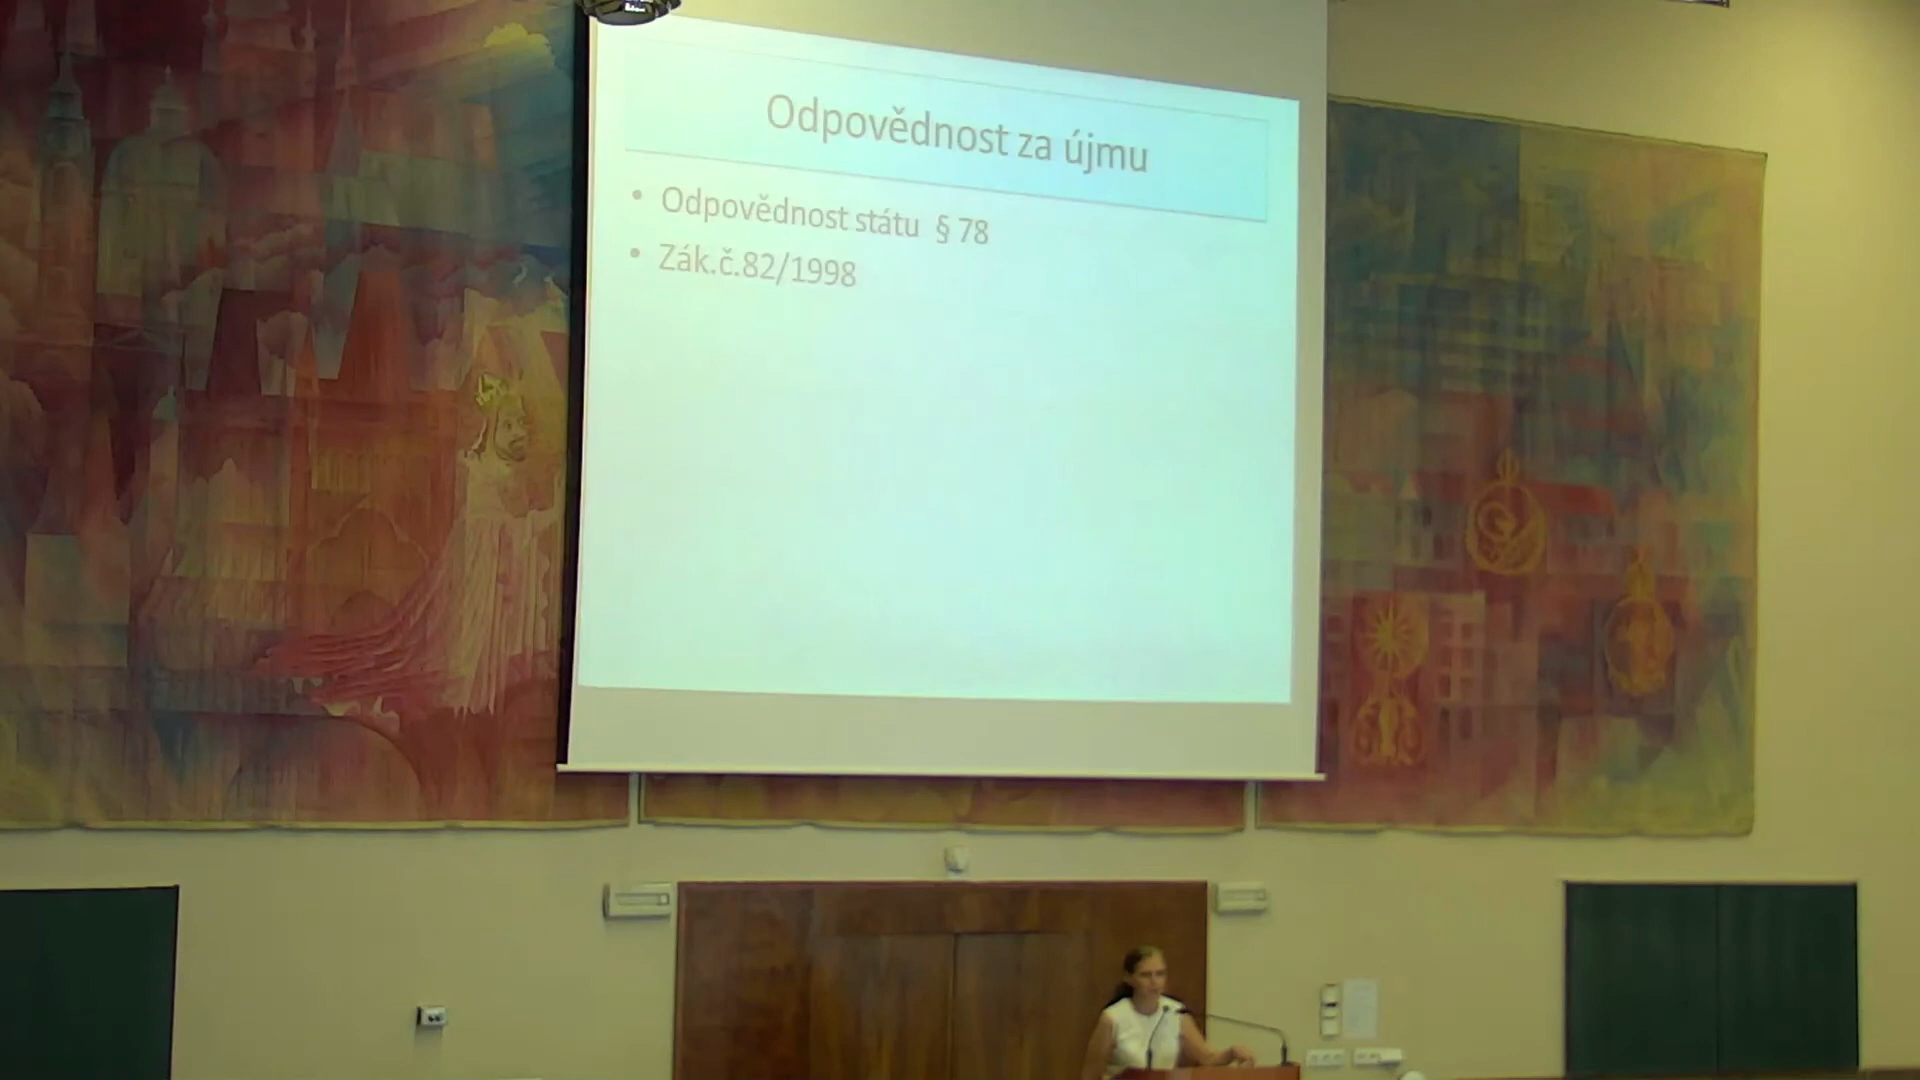 Odpovědnost za újmu
• Odpovědnost státu § 78
• Zák.č.82/1998